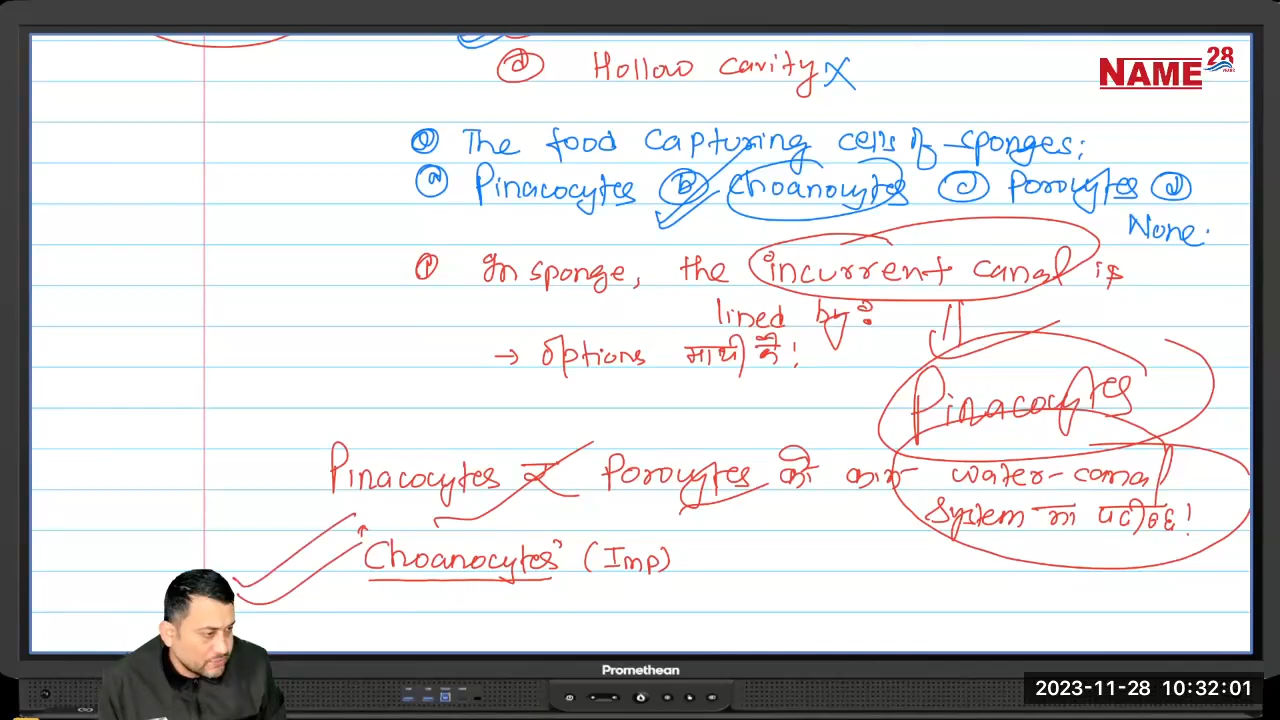 NAME 28
(d) Hollow cavity X
Q The food capturing cells of sponges:
(a) Pinacocytes (b) choanocytes (c) Porocytes (d)
None.
Q In sponge, the incurrent canal is
lined by?
→ options माथी कै!
Pinacocytes
Pinacocytes र Porocytes को काम water-canal
System मा पढीन्छ!
Choanocytes (Imp)
Promethean
2023-11-28 10:32:01